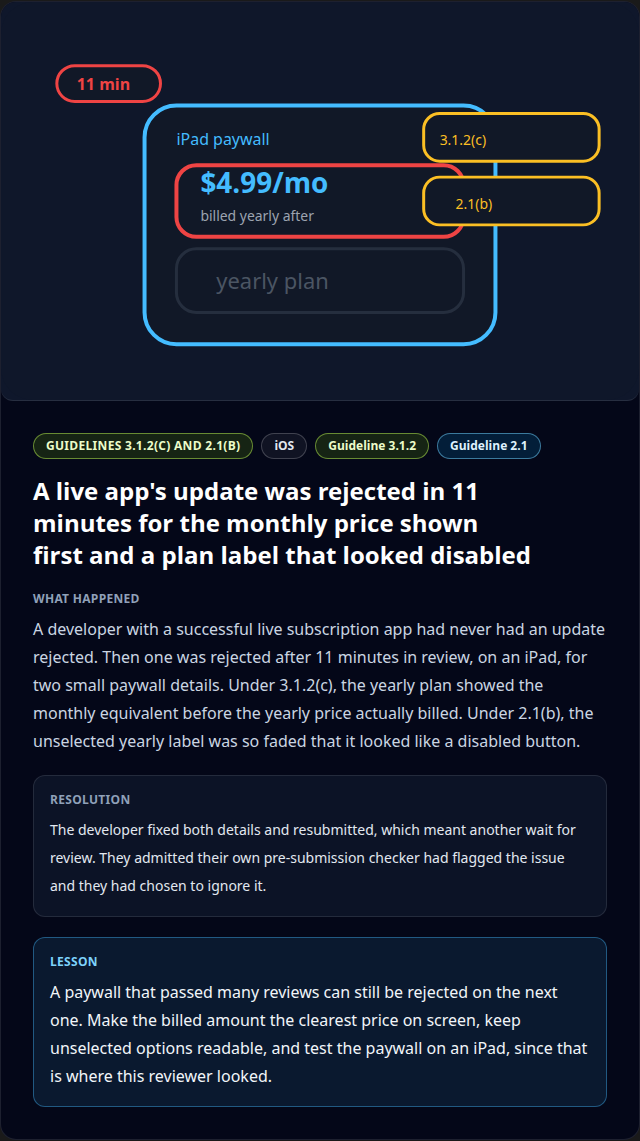 11 min
iPad paywall
3.1.2(c)
$4.99/mo
2.1(b)
billed yearly after
yearly plan
GUIDELINES 3.1.2(C) AND 2.1(B)
iOS
Guideline 3.1.2
Guideline 2.1
A live app's update was rejected in 11
minutes for the monthly price shown
first and a plan label that looked disabled
WHAT HAPPENED
A developer with a successful live subscription app had never had an update
rejected. Then one was rejected after 11 minutes in review, on an iPad, for
two small paywall details. Under 3.1.2(c), the yearly plan showed the
monthly equivalent before the yearly price actually billed. Under 2.1(b), the
unselected yearly label was so faded that it looked like a disabled button.
RESOLUTION
The developer fixed both details and resubmitted, which meant another wait for
review. They admitted their own pre-submission checker had flagged the issue
and they had chosen to ignore it.
LESSON
A paywall that passed many reviews can still be rejected on the next
one. Make the billed amount the clearest price on screen, keep
unselected options readable, and test the paywall on an iPad, since that
is where this reviewer looked.